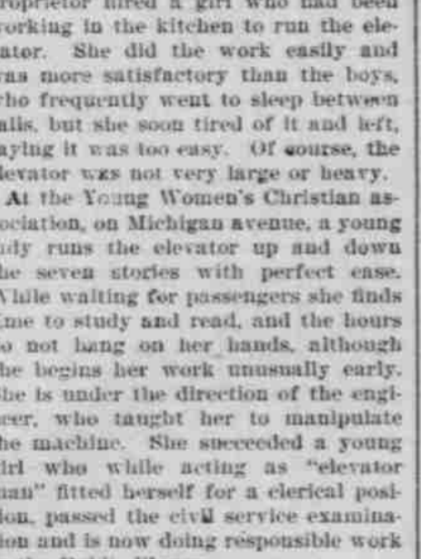 roprietor hired a girl who had been
orking in the kitchen to run the ele-
ator. She did the work easily and
as more satisfactory than the boys,
ho frequently went to sleep between
alls, but she soon tired of it and left,
aying it was too easy. Of course, the
levator was not very large or heavy.
At the Young Women's Christian as-
ociation, on Michigan avenue, a young
ady runs the elevator up and down
he seven stories with perfect ease.
While waiting for passengers she finds
ime to study and read, and the hours
o not hang on her hands, although
he begins her work unusually early.
he is under the direction of the engi-
eer, who taught her to manipulate
he machine. She succeeded a young
irl who while acting as "elevator
man" fitted herself for a clerical posi-
ion, passed the civil service examina-
ion and is now doing responsible work